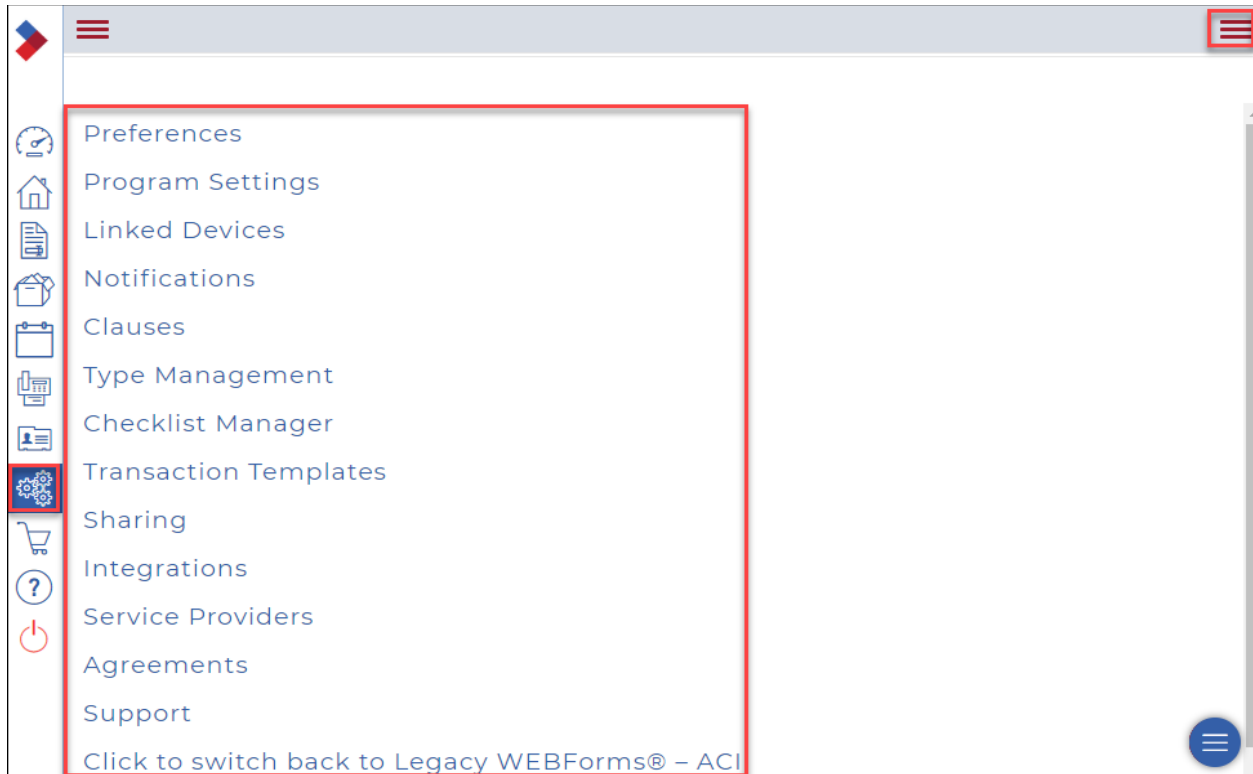 Preferences
Program Settings
Linked Devices
Notifications
Clauses
Type Management
Checklist Manager
Transaction Templates
Sharing
Integrations
Service Providers
?
Agreements
Support
Click to switch back to Legacy WEBForms® – ACI